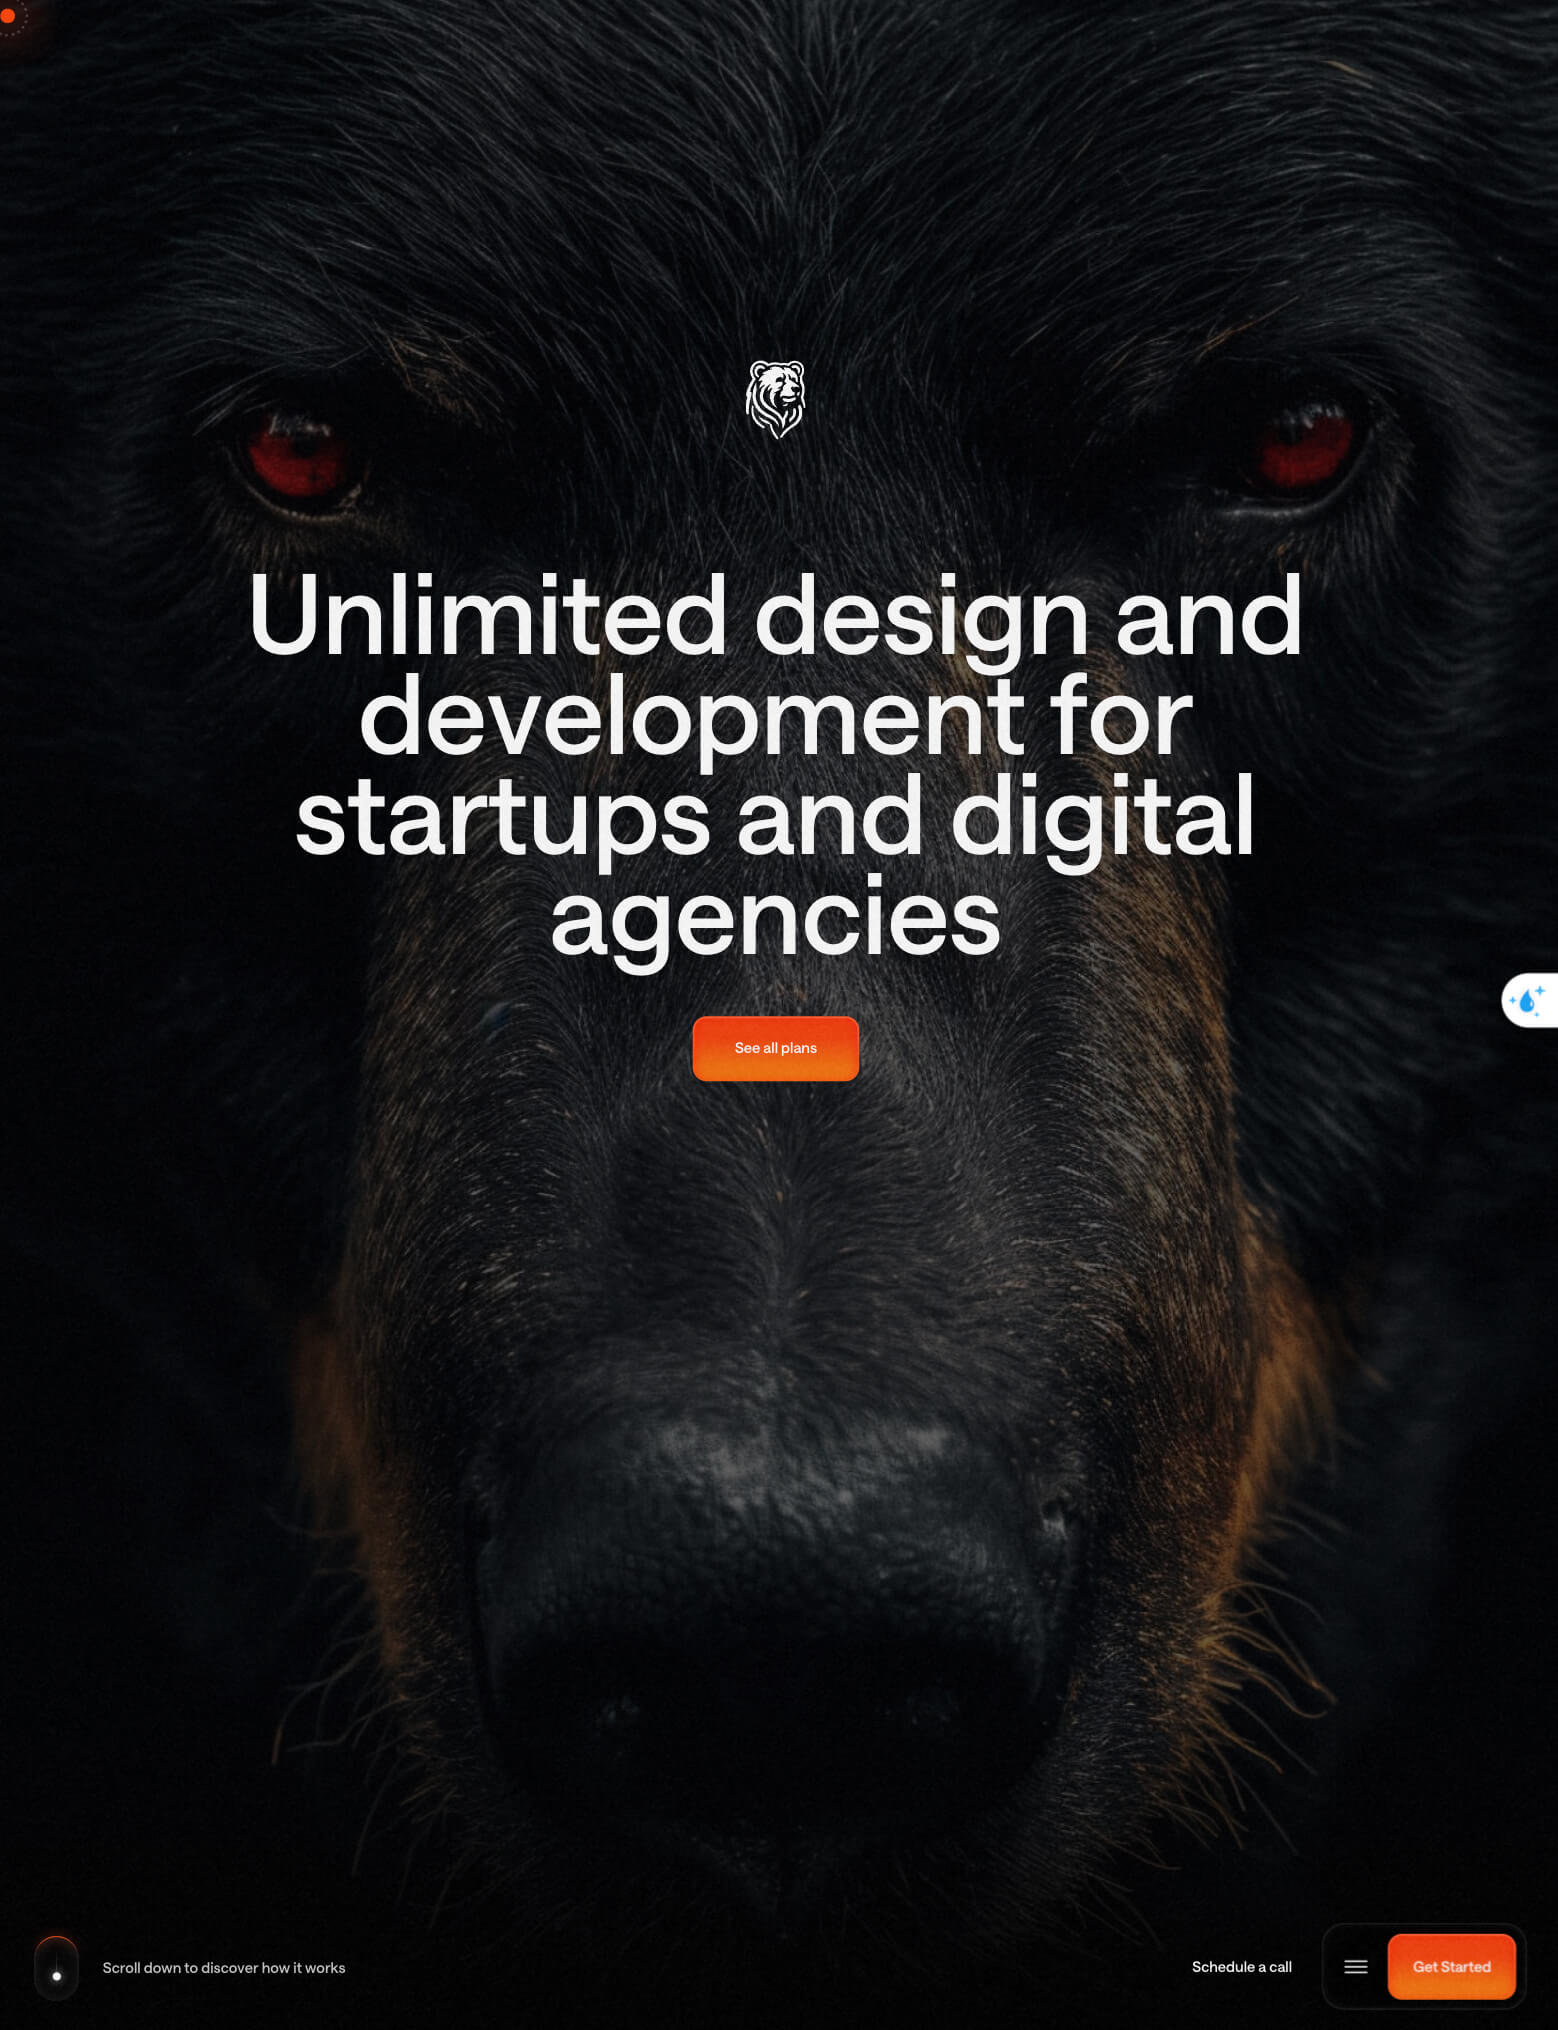 Unlimited design and
development for
startups and digital
agencies
See all plans
Scroll down to discover how it works
Schedule a call
Get Started